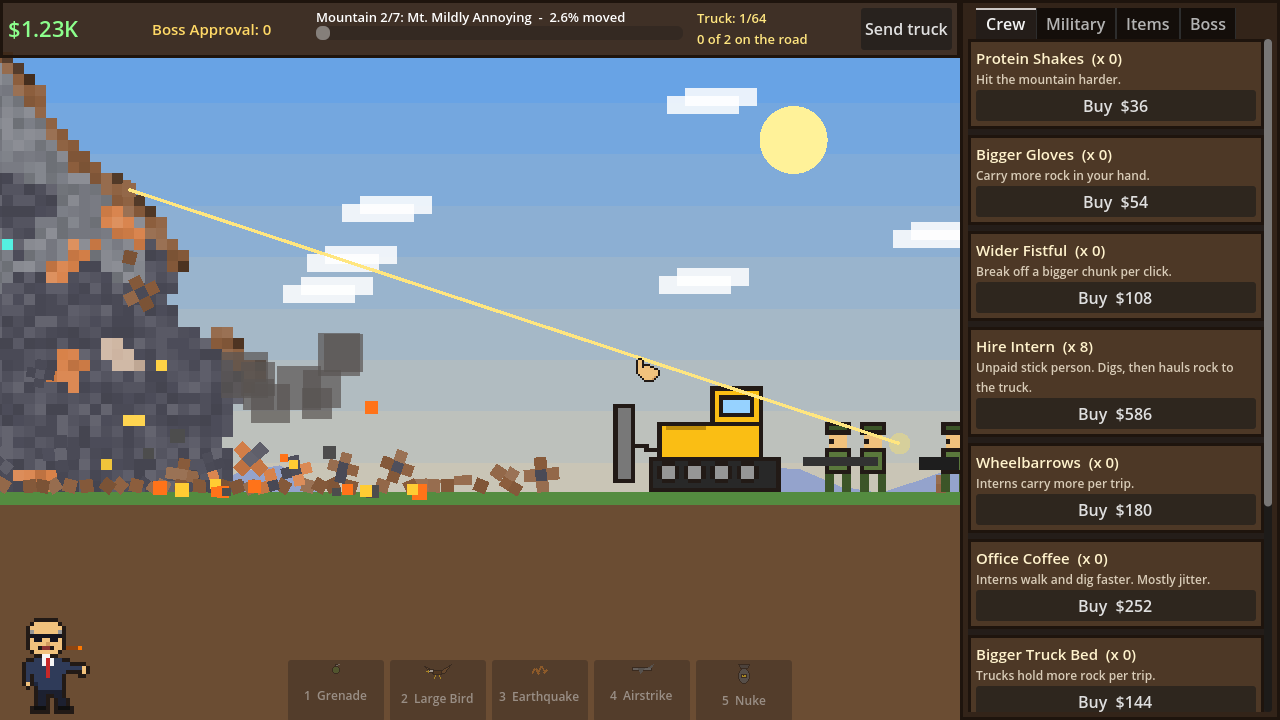 $1.23K
Boss Approval: 0
Mountain 2/7: Mt. Mildly Annoying - 2.6% moved
Truck: 1/64
0 of 2 on the road
Send truck
Crew
Military
Items
Boss
Protein Shakes (x 0)
Hit the mountain harder.
Buy $36
Bigger Gloves (x 0)
Carry more rock in your hand.
Buy $54
Wider Fistful (x 0)
Break off a bigger chunk per click.
Buy $108
Hire Intern (x 8)
Unpaid stick person. Digs, then hauls rock to
the truck.
Buy $586
Wheelbarrows (x 0)
Interns carry more per trip.
Buy $180
Office Coffee (x 0)
Interns walk and dig faster. Mostly jitter.
Buy $252
Bigger Truck Bed (x 0)
Trucks hold more rock per trip.
Buy $144
1 Grenade
2 Large Bird
3 Earthquake
4 Airstrike
5 Nuke